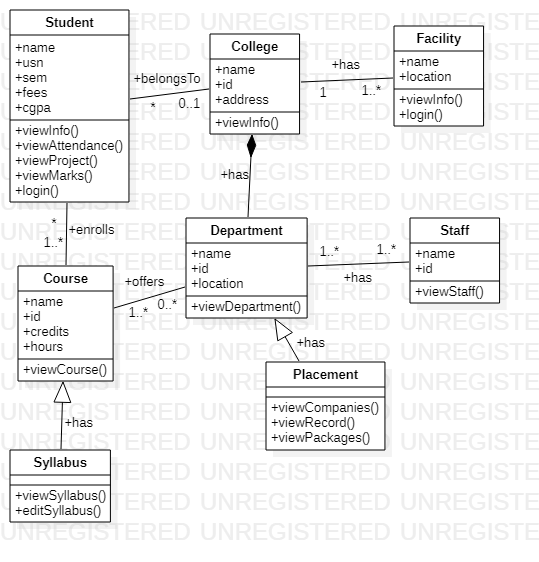 Student
+name
+usn
+sem
+fees
+cgpa
+viewInfo()
+viewAttendance()
+viewProject()
+viewMarks()
+login()
+belongsTo
*
0..1
College
+name
+id
+address
+viewInfo()
+has
1
1..*
Facility
+name
+location
+viewInfo()
+login()
+has
*
+enrolls
1..*
Department
+name
+id
+location
+viewDepartment()
1..*
1..*
+has
Staff
+name
+id
+viewStaff()
Course
+name
+id
+credits
+hours
+viewCourse()
+offers
1..*
0..*
+has
Placement
+viewCompanies()
+viewRecord()
+viewPackages()
+has
Syllabus
+viewSyllabus()
+editSyllabus()
UNREGISTERED UNREGISTERED UNREGISTERED